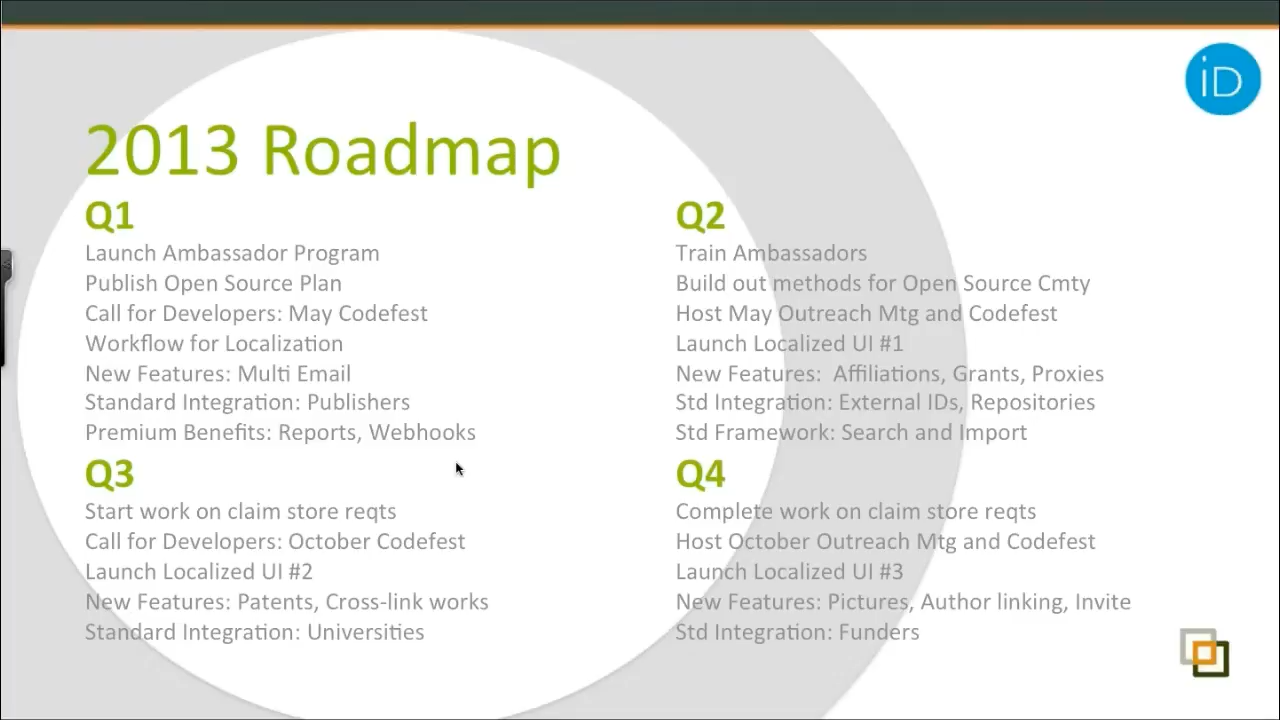 iD
2013 Roadmap
Q1
Launch Ambassador Program
Publish Open Source Plan
Call for Developers: May Codefest
Workflow for Localization
New Features: Multi Email
Standard Integration: Publishers
Premium Benefits: Reports, Webhooks
Q2
Train Ambassadors
Build out methods for Open Source Cmty
Host May Outreach Mtg and Codefest
Launch Localized UI #1
New Features:  Affiliations, Grants, Proxies
Std Integration: External IDs, Repositories
Std Framework: Search and Import
Q3
Start work on claim store reqts
Call for Developers: October Codefest
Launch Localized UI #2
New Features: Patents, Cross-link works
Standard Integration: Universities
Q4
Complete work on claim store reqts
Host October Outreach Mtg and Codefest
Launch Localized UI #3
New Features: Pictures, Author linking, Invite
Std Integration: Funders